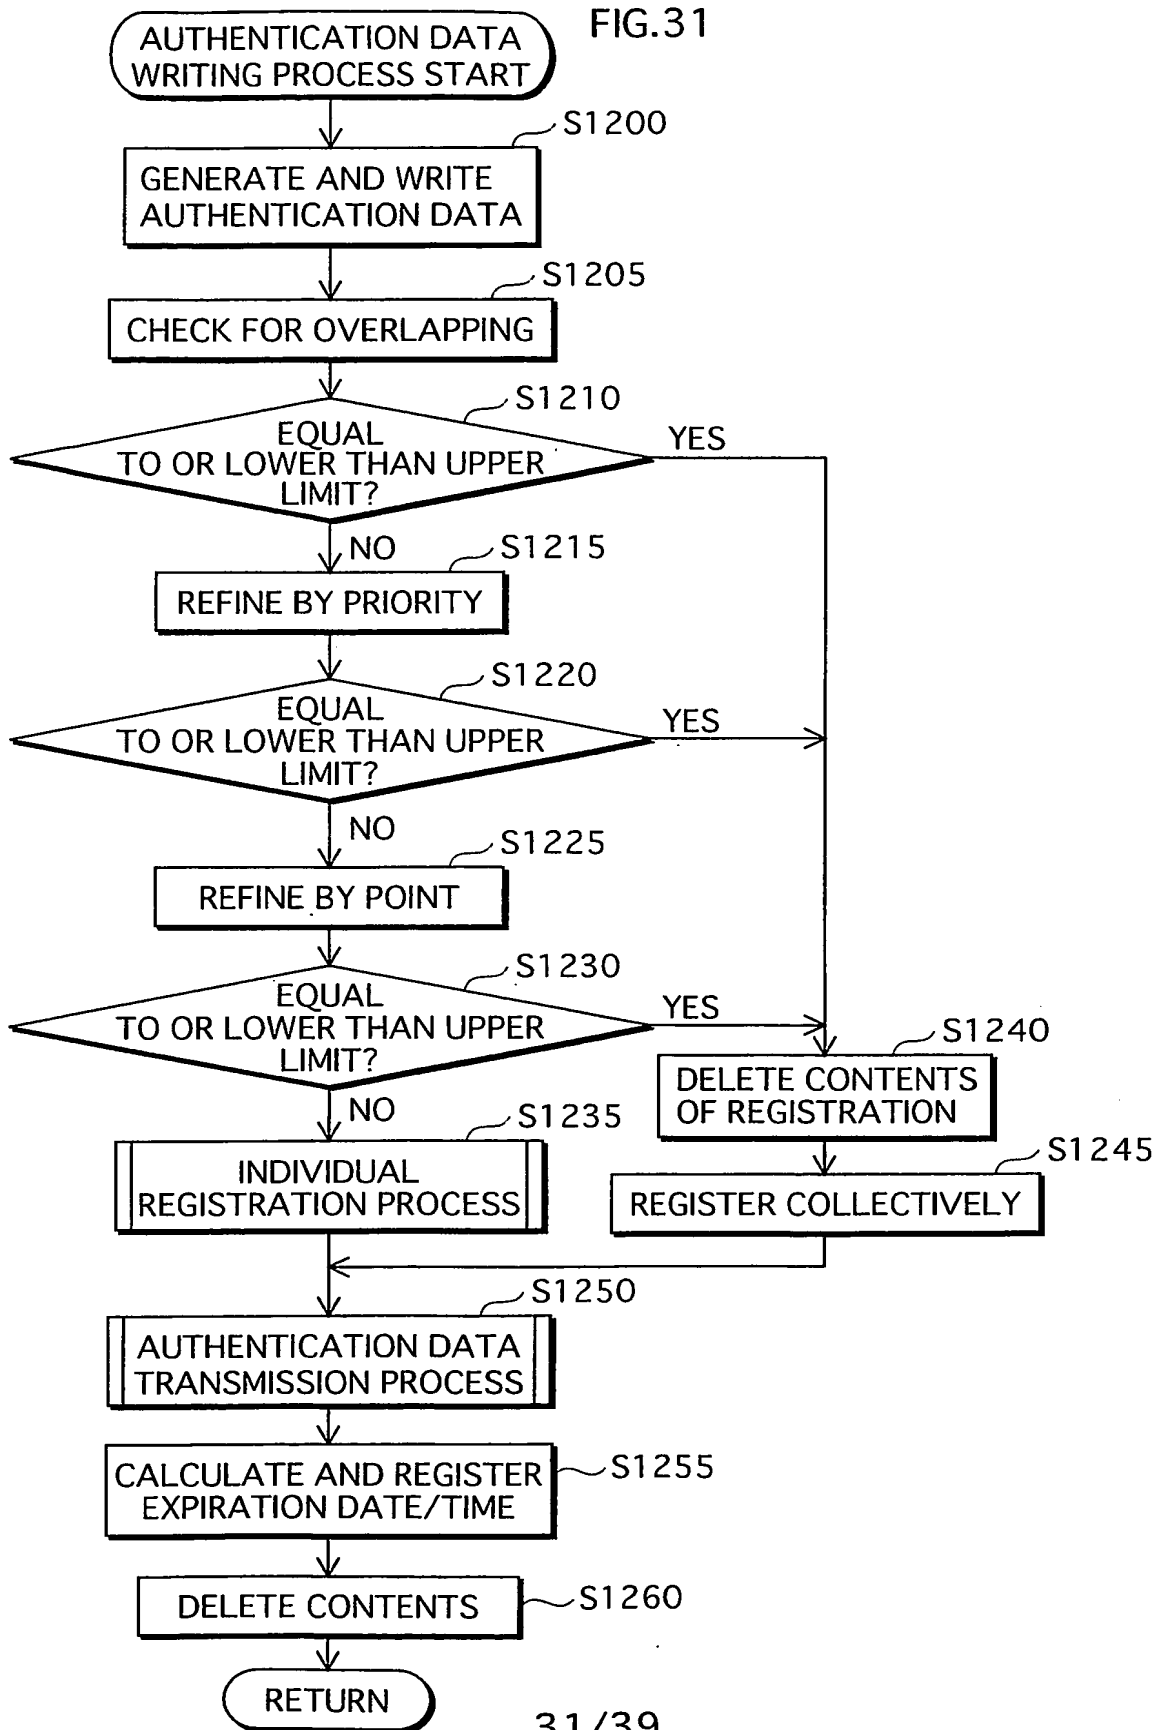 FIG.31
AUTHENTICATION DATA
WRITING PROCESS START
S1200
GENERATE AND WRITE
AUTHENTICATION DATA
S1205
CHECK FOR OVERLAPPING
S1210
EQUAL
TO OR LOWER THAN UPPER
LIMIT?
YES
NO
S1215
REFINE BY PRIORITY
S1220
EQUAL
TO OR LOWER THAN UPPER
LIMIT?
YES
NO
S1225
REFINE BY POINT
S1230
EQUAL
TO OR LOWER THAN UPPER
LIMIT?
YES
S1240
DELETE CONTENTS
OF REGISTRATION
NO
S1235
INDIVIDUAL
REGISTRATION PROCESS
S1245
REGISTER COLLECTIVELY
S1250
AUTHENTICATION DATA
TRANSMISSION PROCESS
CALCULATE AND REGISTER
EXPIRATION DATE/TIME
S1255
DELETE CONTENTS
S1260
RETURN
31/39